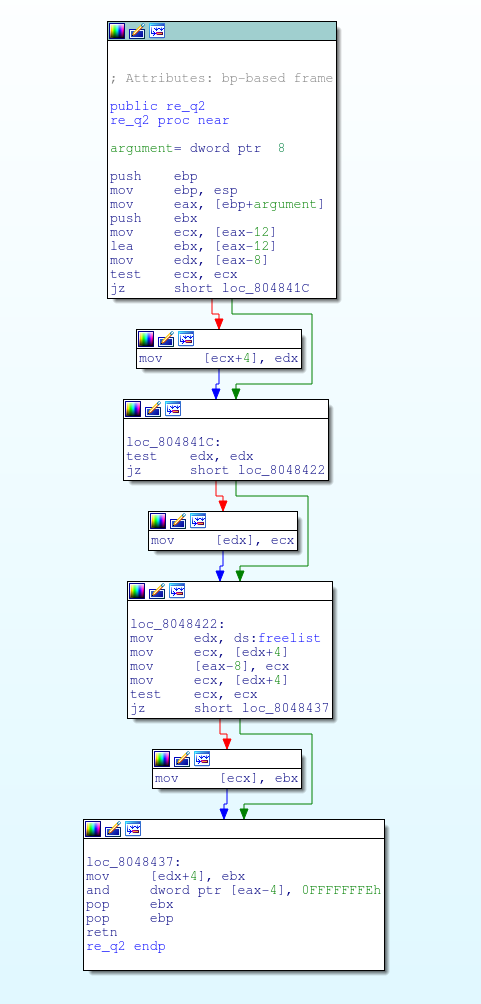 ; Attributes: bp-based frame
public re_q2
re_q2 proc near
argument= dword ptr  8
push    ebp
mov     ebp, esp
mov     eax, [ebp+argument]
push    ebx
mov     ecx, [eax-12]
lea     ebx, [eax-12]
mov     edx, [eax-8]
test    ecx, ecx
jz      short loc_804841C
mov     [ecx+4], edx
loc_804841C:
test    edx, edx
jz      short loc_8048422
mov     [edx], ecx
loc_8048422:
mov     edx, ds:freelist
mov     ecx, [edx+4]
mov     [eax-8], ecx
mov     ecx, [edx+4]
test    ecx, ecx
jz      short loc_8048437
mov     [ecx], ebx
loc_8048437:
mov     [edx+4], ebx
and     dword ptr [eax-4], 0FFFFFFFEh
pop     ebx
pop     ebp
retn
re_q2 endp